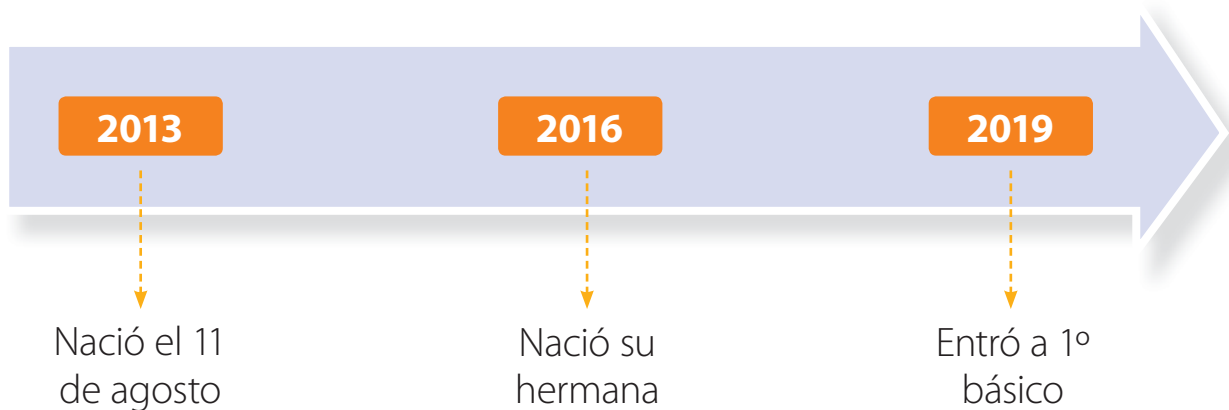 2013
2016
2019
Nació el 11
de agosto
Nació su
hermana
Entró a 1º
básico